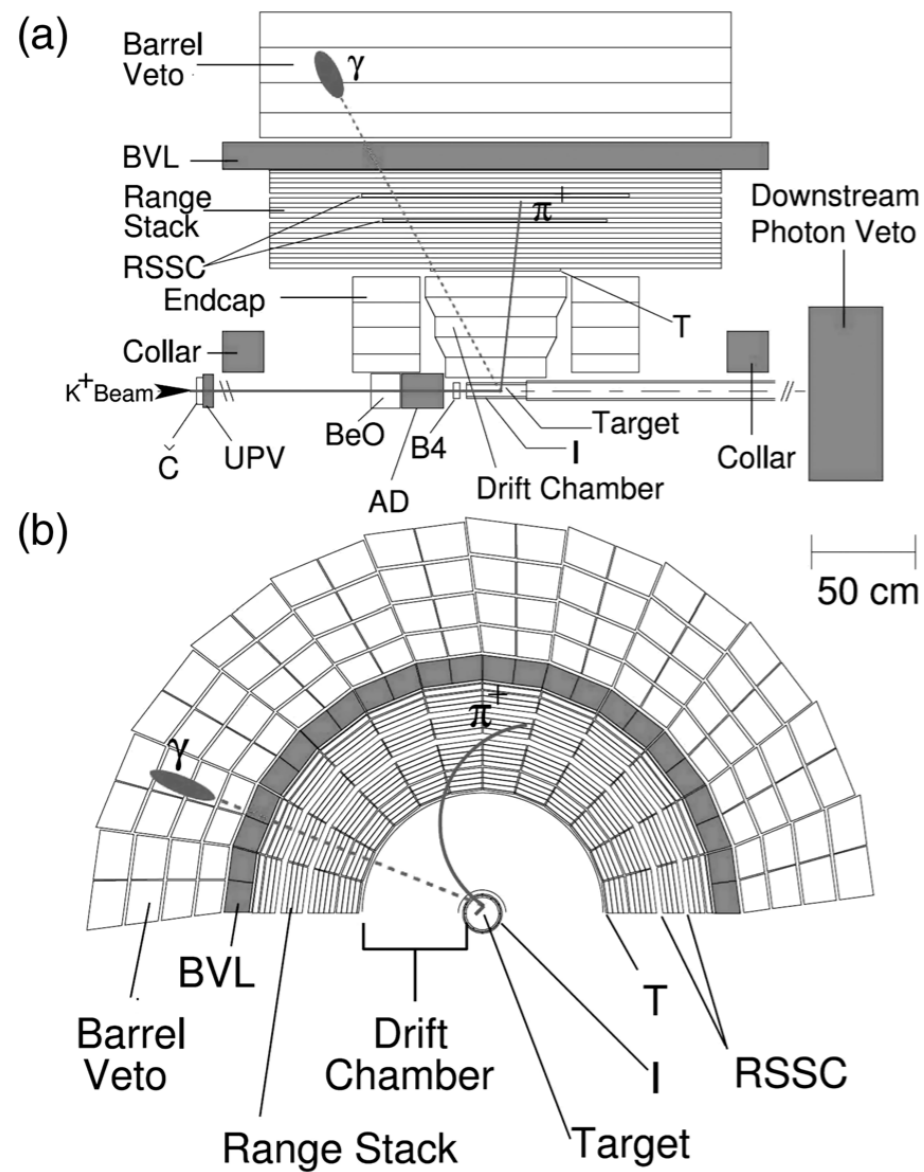 (a)
Barrel
Veto
γ
BVL
Range
Stack
π+
RSSC
Downstream
Photon Veto
Endcap
T
Collar
K+ Beam
Č
UPV
BeO
AD
B4
I
Target
Drift Chamber
Collar
(b)
50 cm
π+
γ
BVL
Barrel
Veto
Drift
Chamber
Range Stack
T
I
RSSC
Target